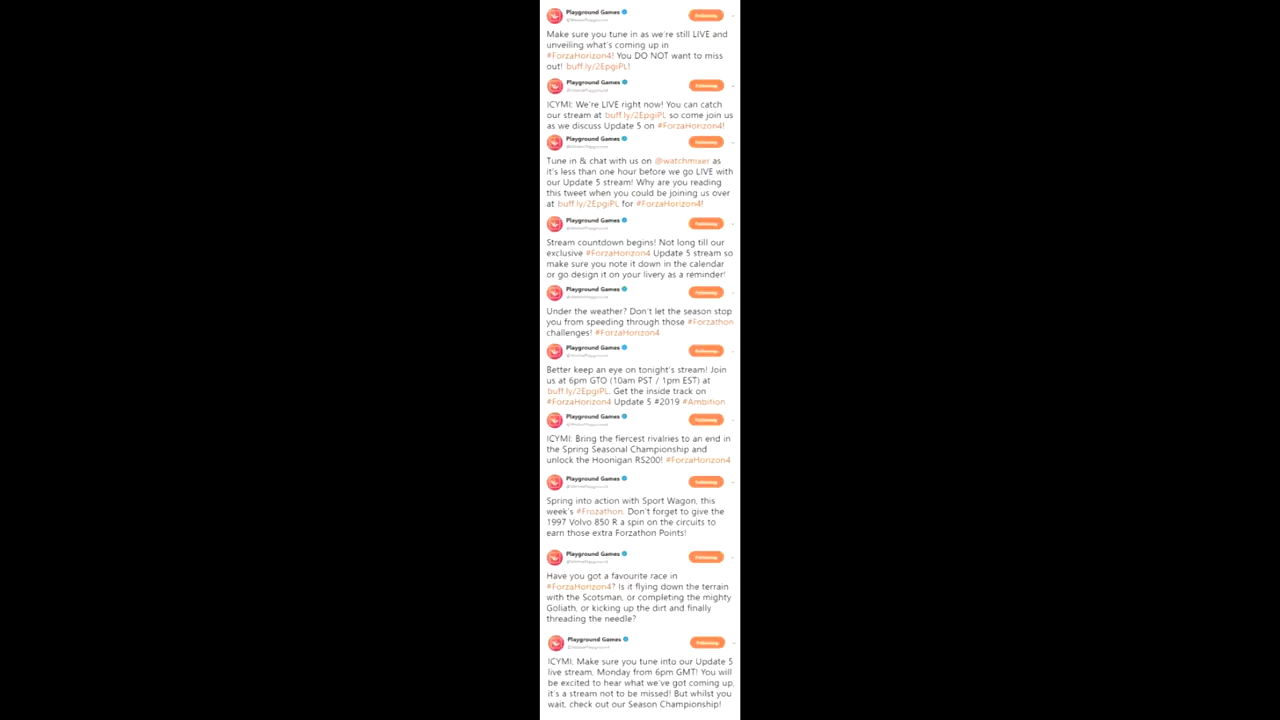 Playground Games
Following
Make sure you tune in as we're still LIVE and
unveiling what's coming up in
#ForzaHorizon4! You DO NOT want to miss
out! buff.ly/2EpgiPL!
Playground Games
Following
ICYMI: We're LIVE right now! You can catch
our stream at buff.ly/2EpgiPL so come join us
as we discuss Update 5 on #ForzaHorizon4!
Playground Games
Following
Tune in & chat with us on @watchmixer as
it's less than one hour before we go LIVE with
our Update 5 stream! Why are you reading
this tweet when you could be joining us over
at buff.ly/2EpgiPL for #ForzaHorizon4!
Playground Games
Following
Stream countdown begins! Not long till our
exclusive #ForzaHorizon4 Update 5 stream so
make sure you note it down in the calendar
or go design it on your livery as a reminder!
Playground Games
Following
Under the weather? Don't let the season stop
you from speeding through those #Forzathon
challenges! #ForzaHorizon4
Playground Games
Following
Better keep an eye on tonight's stream! Join
us at 6pm GTO (10am PST / 1pm EST) at
buff.ly/2EpgiPL. Get the inside track on
#ForzaHorizon4 Update 5 #2019 #Ambition
Playground Games
Following
ICYMI: Bring the fiercest rivalries to an end in
the Spring Seasonal Championship and
unlock the Hoonigan RS200! #ForzaHorizon4
Playground Games
Following
Spring into action with Sport Wagon, this
week's #Frozathon. Don't forget to give the
1997 Volvo 850 R a spin on the circuits to
earn those extra Forzathon Points!
Playground Games
Following
Have you got a favourite race in
#ForzaHorizon4? Is it flying down the terrain
with the Scotsman, or completing the mighty
Goliath, or kicking up the dirt and finally
threading the needle?
Playground Games
Following
ICYMI: Make sure you tune into our Update 5
live stream, Monday from 6pm GMT! You will
be excited to hear what we've got coming up,
it's a stream not to be missed! But whilst you
wait, check out our Season Championship!